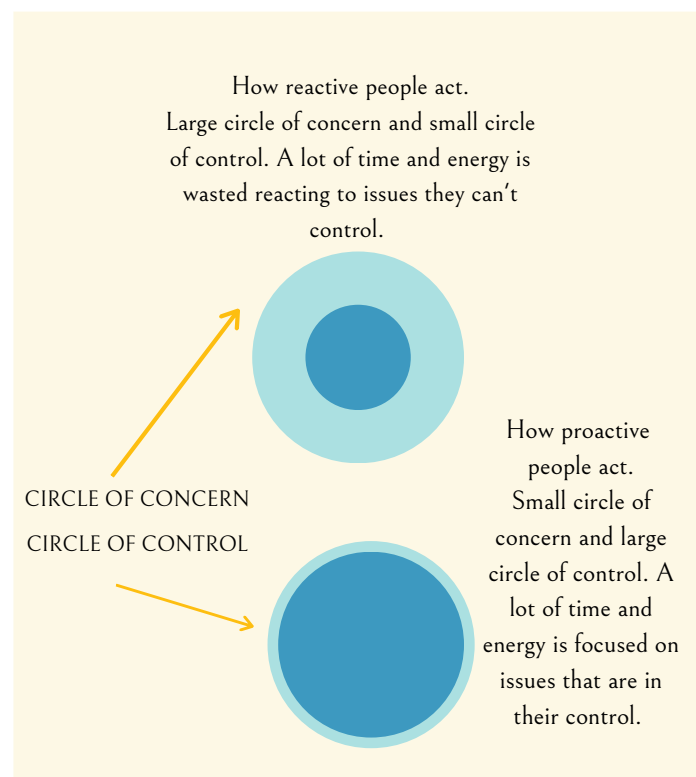 How reactive people act.
Large circle of concern and small circle
of control. A lot of time and energy is
wasted reacting to issues they can't
control.
CIRCLE OF CONCERN
CIRCLE OF CONTROL
How proactive
people act.
Small circle of
concern and large
circle of control. A
lot of time and
energy is focused on
issues that are in
their control.